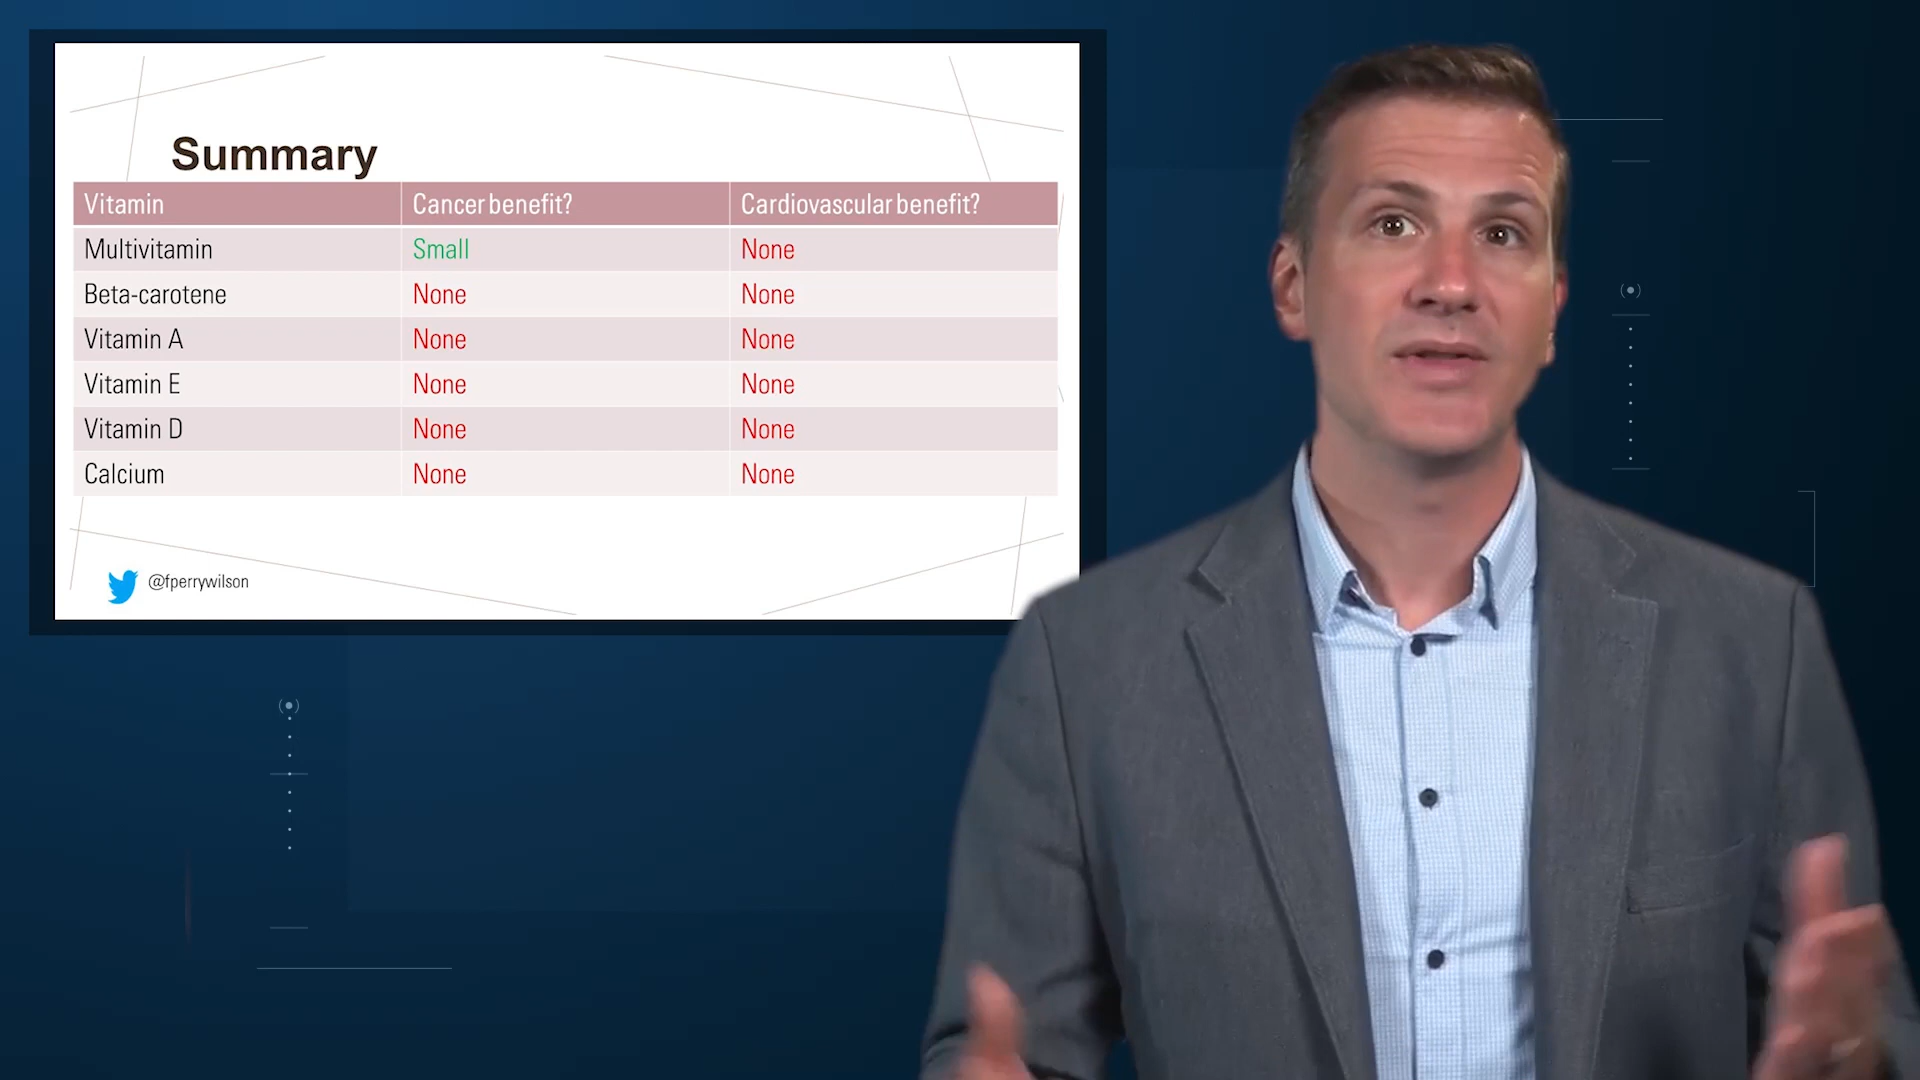 Summary
Vitamin Cancer benefit? Cardiovascular benefit?
Multivitamin Small None
Beta-carotene None None
Vitamin A None None
Vitamin E None None
Vitamin D None None
Calcium None None
@fperrywilson